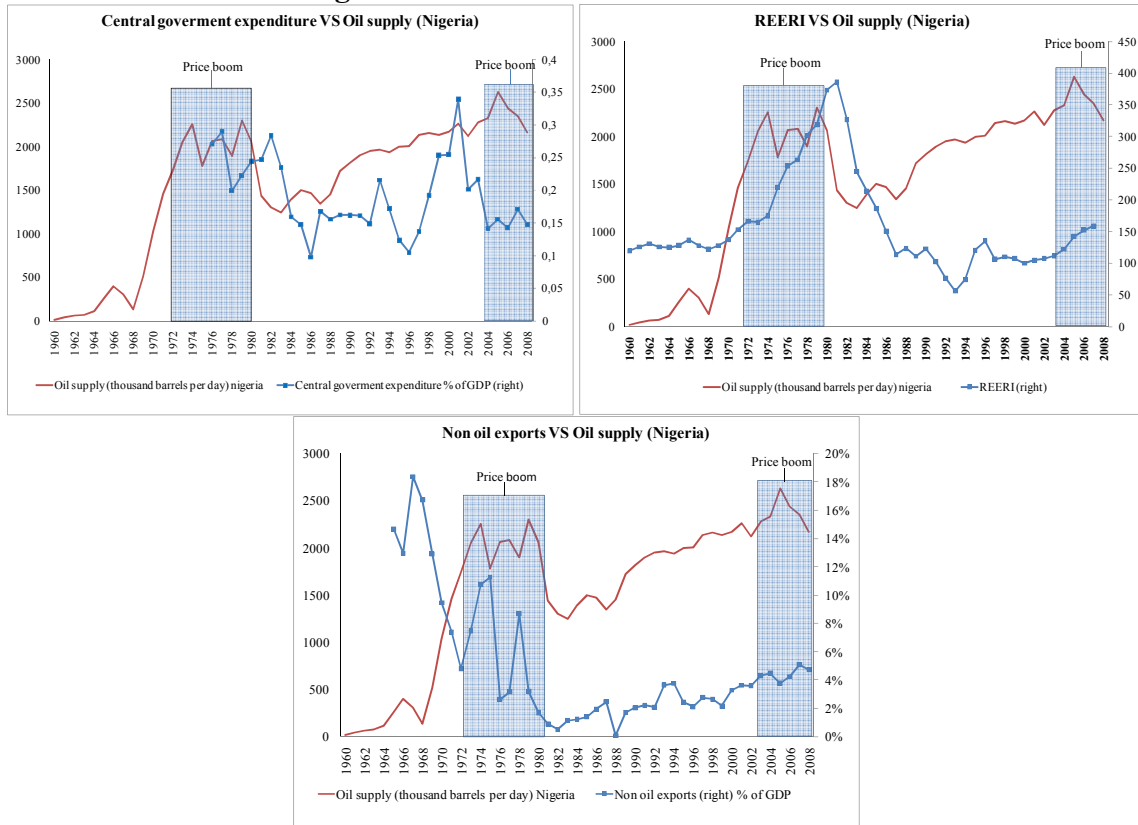 Central goverment expenditure VS Oil supply (Nigeria)
Price boom
Price boom
3000
2500
2000
1500
1000
500
0
0,4
0,35
0,3
0,25
0,2
0,15
0,1
0,05
0
1960 1962 1964 1966 1968 1970 1972 1974 1976 1978 1980 1982 1984 1986 1988 1990 1992 1994 1996 1998 2000 2002 2004 2006 2008
Oil supply (thousand barrels per day) nigeria
Central goverment expenditure % of GDP (right)
REERI VS Oil supply (Nigeria)
Price boom
Price boom
3000
2500
2000
1500
1000
500
0
450
400
350
300
250
200
150
100
50
0
1960 1962 1964 1966 1968 1970 1972 1974 1976 1978 1980 1982 1984 1986 1988 1990 1992 1994 1996 1998 2000 2002 2004 2006 2008
Oil supply (thousand barrels per day) nigeria
REERI (right)
Non oil exports VS Oil supply (Nigeria)
Price boom
Price boom
3000
2500
2000
1500
1000
500
0
20%
18%
16%
14%
12%
10%
8%
6%
4%
2%
0%
1960 1962 1964 1966 1968 1970 1972 1974 1976 1978 1980 1982 1984 1986 1988 1990 1992 1994 1996 1998 2000 2002 2004 2006 2008
Oil supply (thousand barrels per day) Nigeria
Non oil exports (right) % of GDP